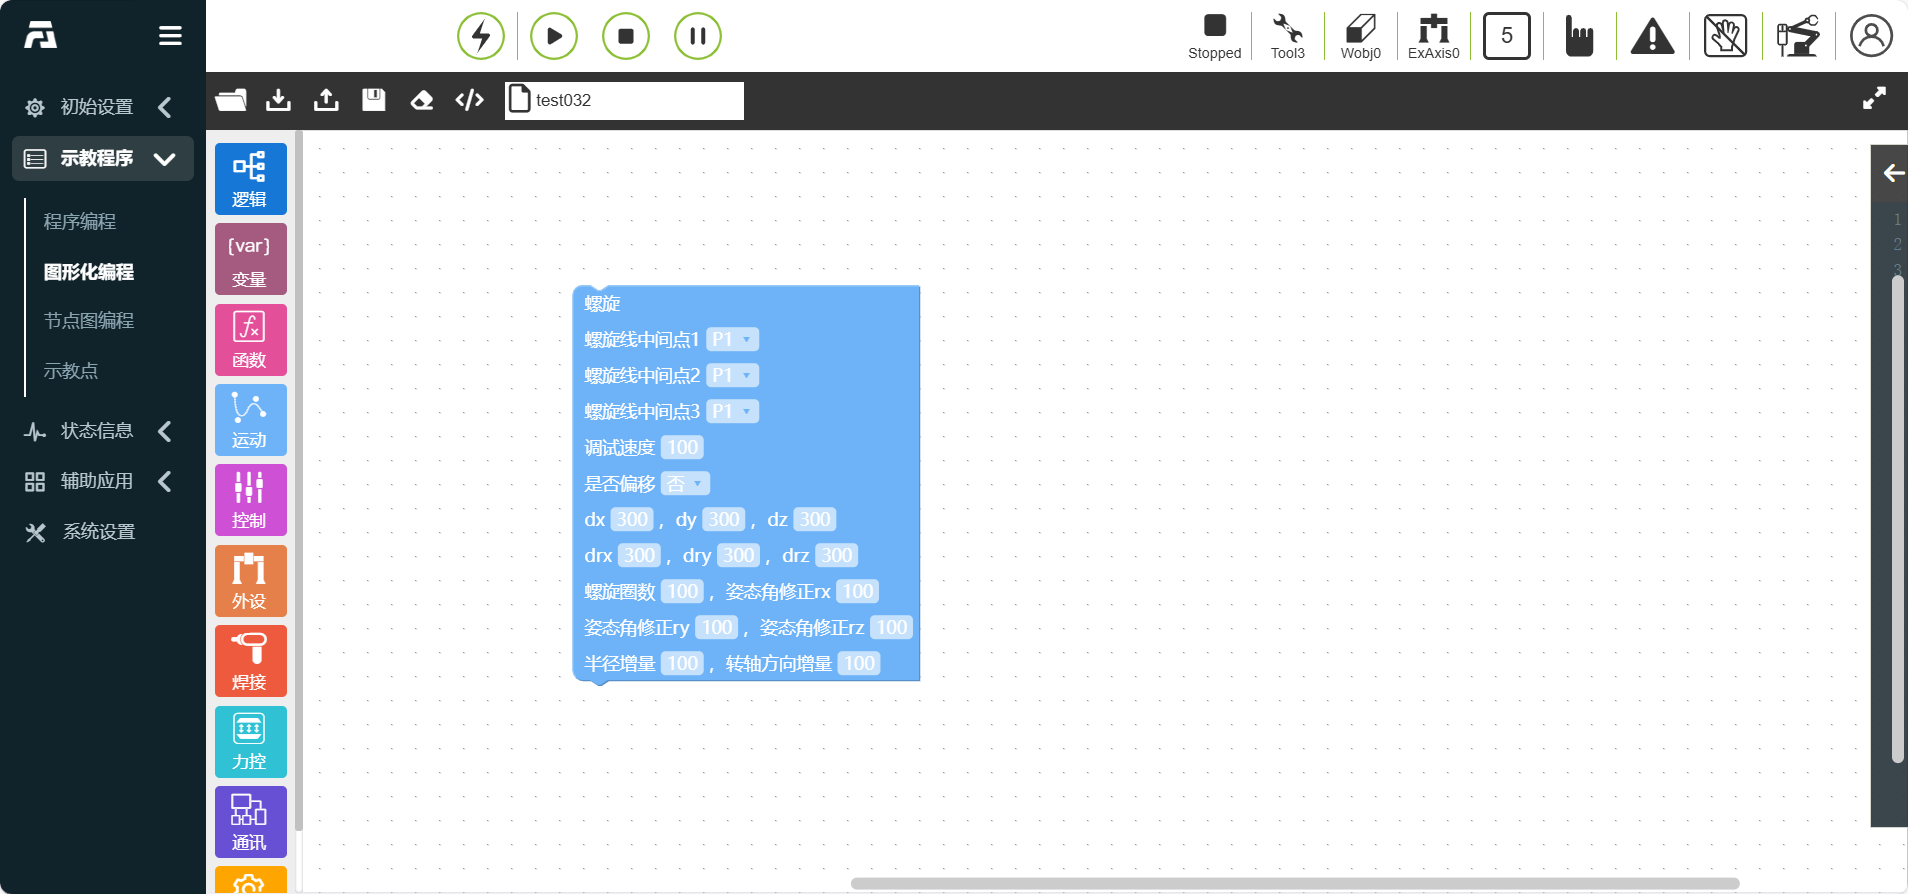 Stopped
Tool3
Wobj0
ExAxis0
5
test032
初始设置
示教程序
程序编程
图形化编程
节点图编程
示教点
状态信息
辅助应用
系统设置
逻辑
{var}
变量
fx
函数
运动
控制
外设
焊接
力控
通讯
螺旋
螺旋线中间点1 P1
螺旋线中间点2 P1
螺旋线中间点3 P1
调试速度 100
是否偏移 否
dx 300 , dy 300 , dz 300
drx 300 , dry 300 , drz 300
螺旋圈数 100 , 姿态角修正rx 100
姿态角修正ry 100 , 姿态角修正rz 100
半径增量 100 , 转轴方向增量 100
1
2
3